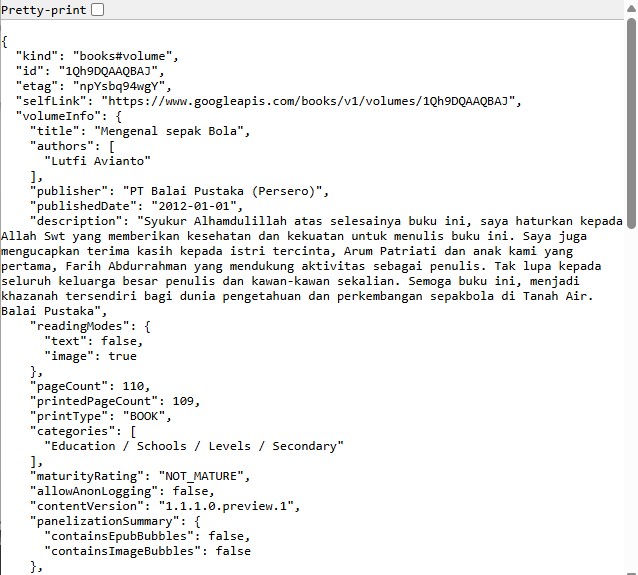 Pretty-print
{
  "kind": "books#volume",
  "id": "1Qh9DQAAQBAJ",
  "etag": "npYsbq94wgY",
  "selfLink": "https://www.googleapis.com/books/v1/volumes/1Qh9DQAAQBAJ",
  "volumeInfo": {
    "title": "Mengenal sepak Bola",
    "authors": [
      "Lutfi Avianto"
    ],
    "publisher": "PT Balai Pustaka (Persero)",
    "publishedDate": "2012-01-01",
    "description": "Syukur Alhamdulillah atas selesainya buku ini, saya haturkan kepada
Allah Swt yang memberikan kesehatan dan kekuatan untuk menulis buku ini. Saya juga
mengucapkan terima kasih kepada istri tercinta, Arum Patriati dan anak kami yang
pertama, Farih Abdurrahman yang mendukung aktivitas sebagai penulis. Tak lupa kepada
seluruh keluarga besar penulis dan kawan-kawan sekalian. Semoga buku ini, menjadi
khazanah tersendiri bagi dunia pengetahuan dan perkembangan sepakbola di Tanah Air.
Balai Pustaka",
    "readingModes": {
      "text": false,
      "image": true
    },
    "pageCount": 110,
    "printedPageCount": 109,
    "printType": "BOOK",
    "categories": [
      "Education / Schools / Levels / Secondary"
    ],
    "maturityRating": "NOT_MATURE",
    "allowAnonLogging": false,
    "contentVersion": "1.1.1.0.preview.1",
    "panelizationSummary": {
      "containsEpubBubbles": false,
      "containsImageBubbles": false
    },